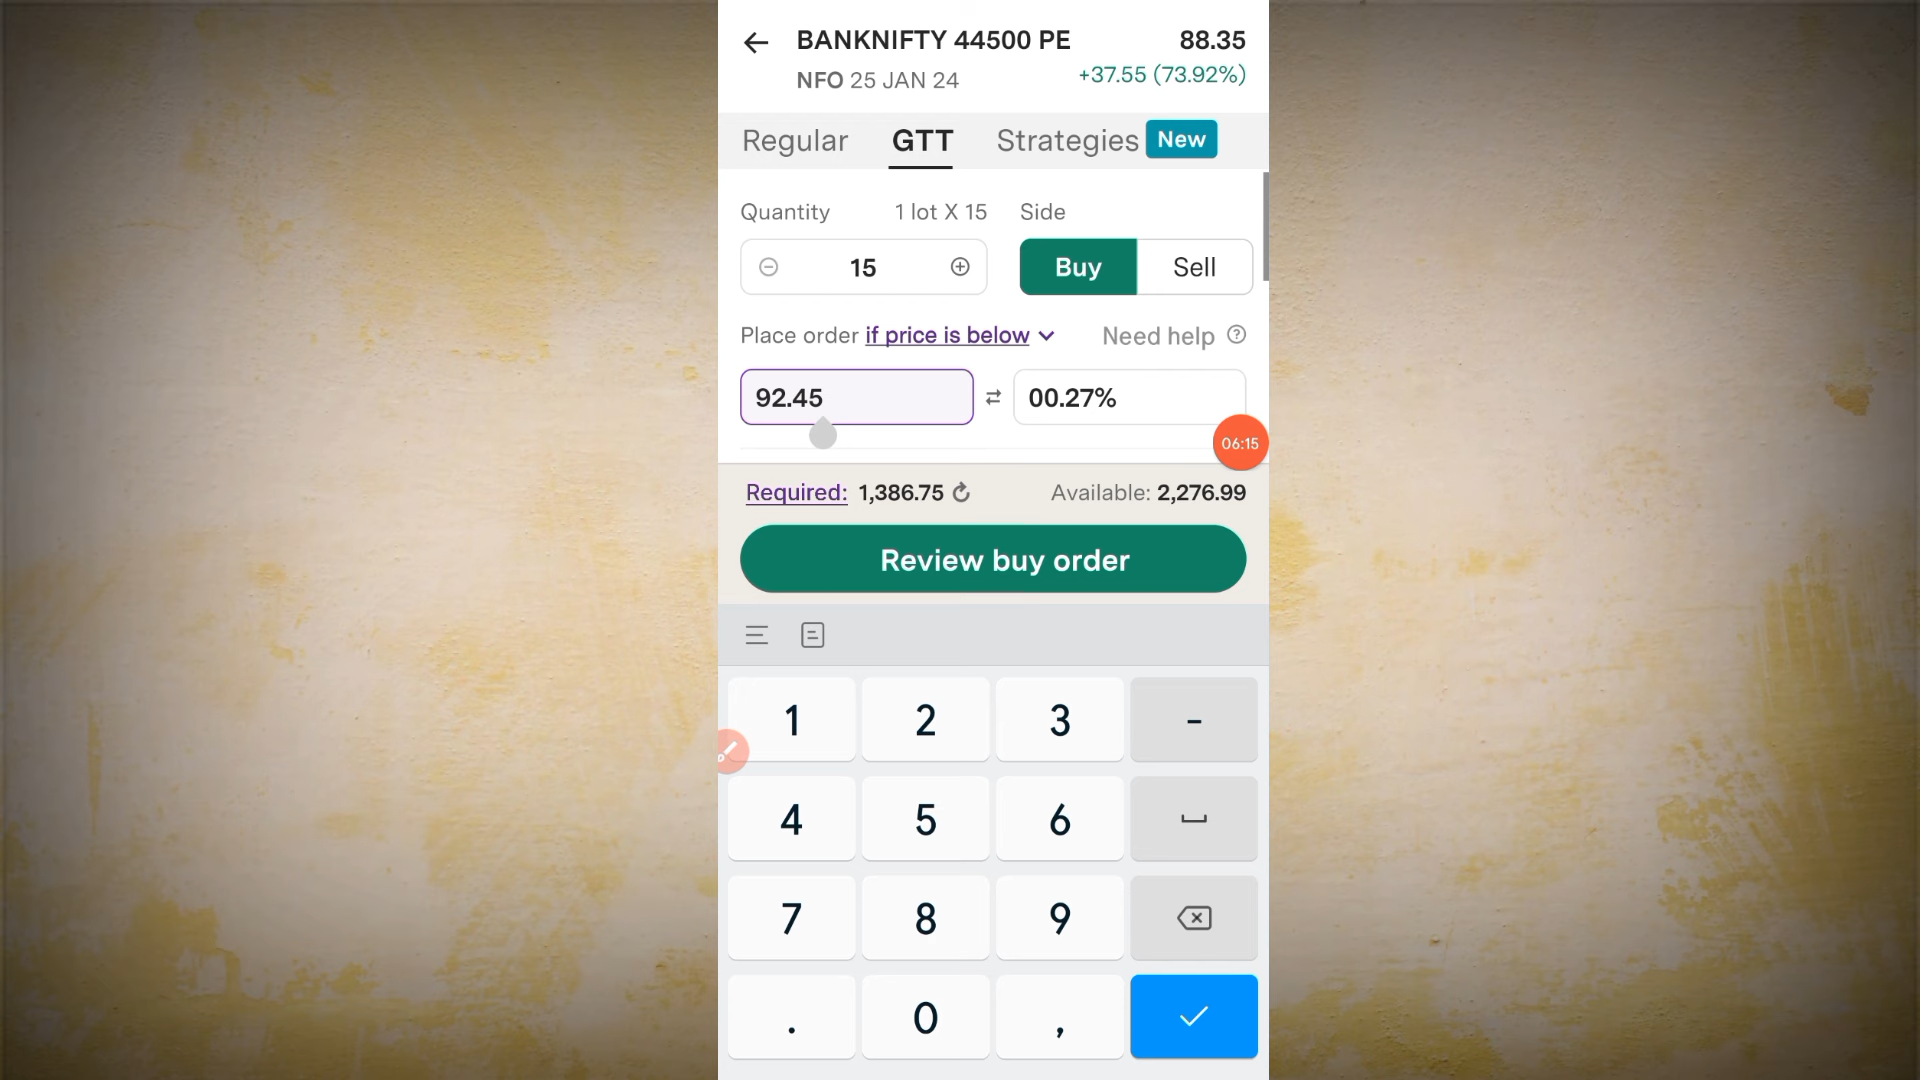 BANKNIFTY 44500 PE 88.35
NFO 25 JAN 24 +37.55 (73.92%)
Regular GTT Strategies New
Quantity 1 lot X 15 Side
15 Buy Sell
Place order if price is below Need help
92.45 00.27%
06:15
Required: 1,386.75 Available: 2,276.99
Review buy order
1 2 3 -
4 5 6
7 8 9
. 0 ,